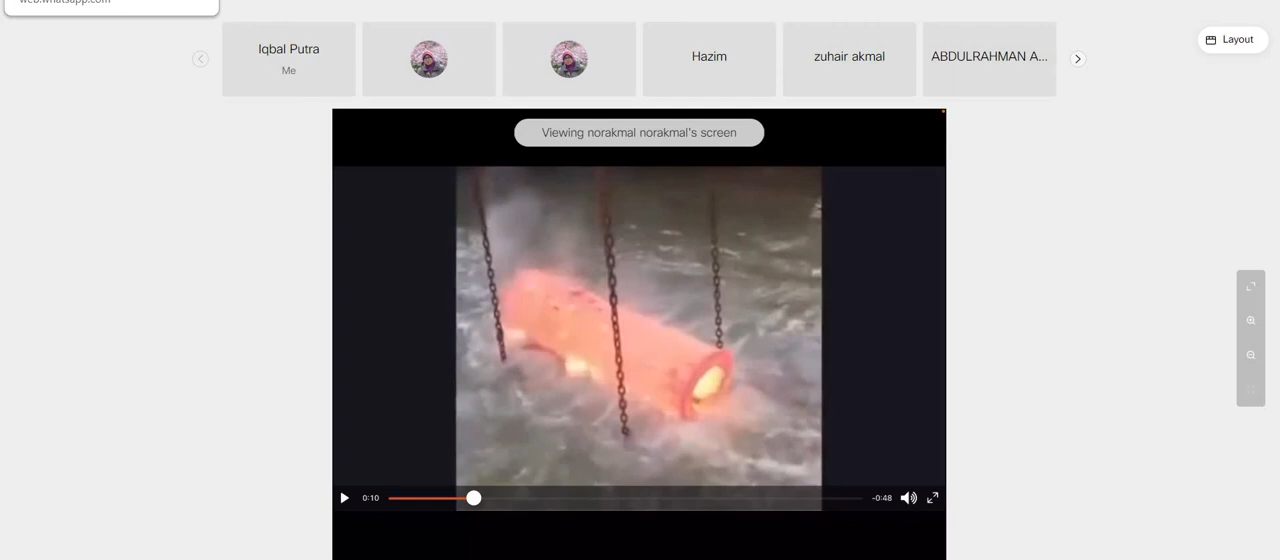 web.whatsapp.com
Iqbal Putra
Me
Hazim
zuhair akmal
ABDULRAHMAN A...
Layout
Viewing norakmal norakmal's screen
0:10
-0:48